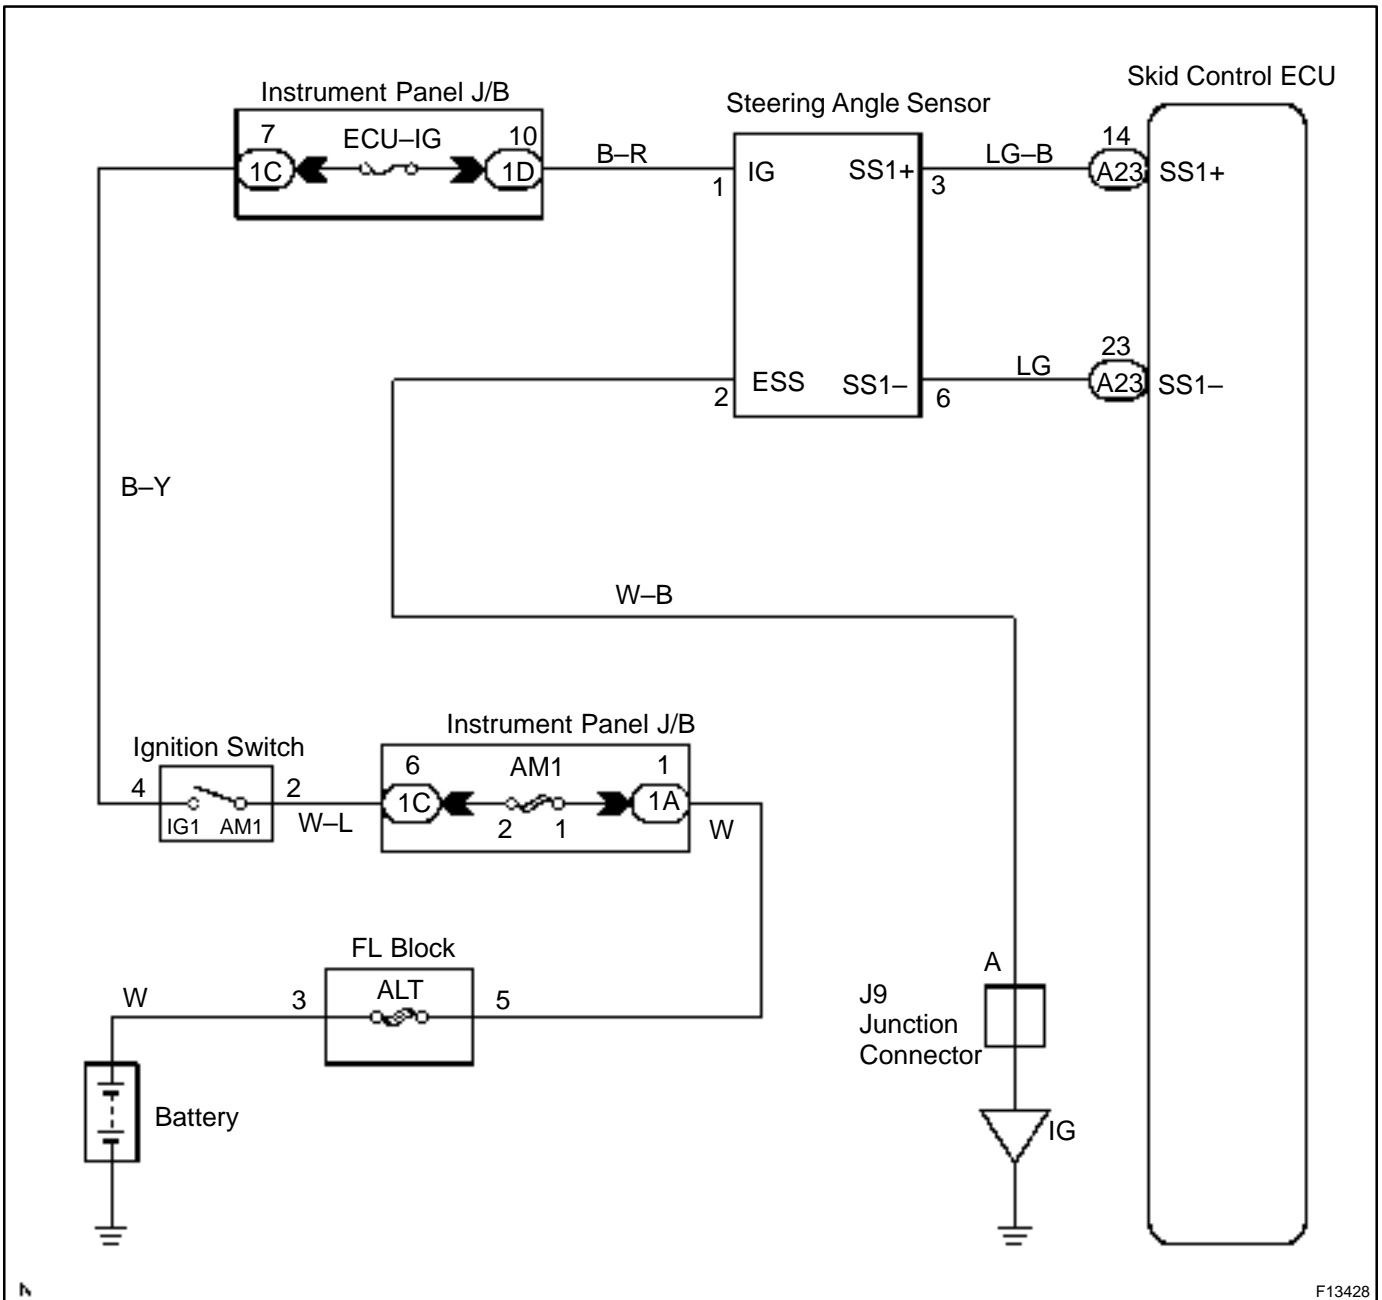 Skid Control ECU
Instrument Panel J/B
Steering Angle Sensor
7
ECU–IG
10
14
1C
1D
B–R
1
IG
SS1+
3
LG–B
A23
SS1+
23
2
ESS
SS1–
6
LG
A23
SS1–
B–Y
W–B
Instrument Panel J/B
Ignition Switch
4
2
6
AM1
1
IG1
AM1
W–L
1C
2
1
1A
W
FL Block
W
3
ALT
5
A
J9
Junction
Connector
Battery
IG
F13428